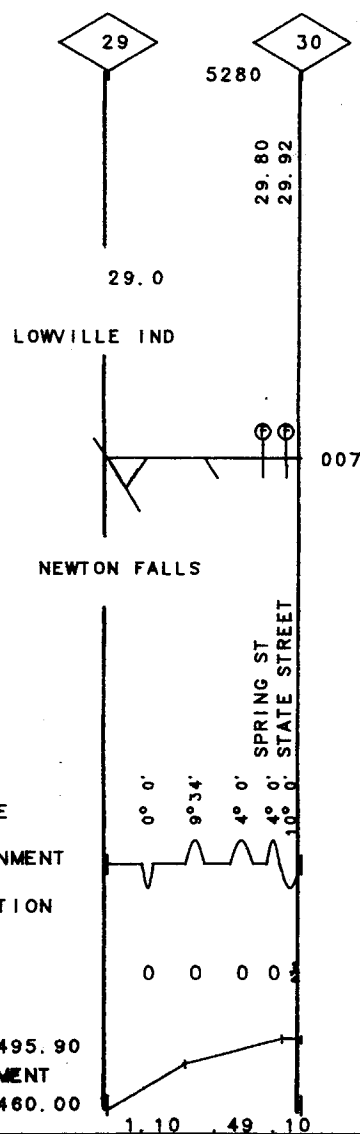 29 30
5280
29.80
29.92
29.0
LOWVILLE IND
F F
007
NEWTON FALLS
SPRING ST
STATE STREET
0° 0'
9° 34'
4° 0'
4° 0'
10° 0'
E
NMENT
TION
0 0 0 0
495.90
MENT
460.00
1.10 .49 .10